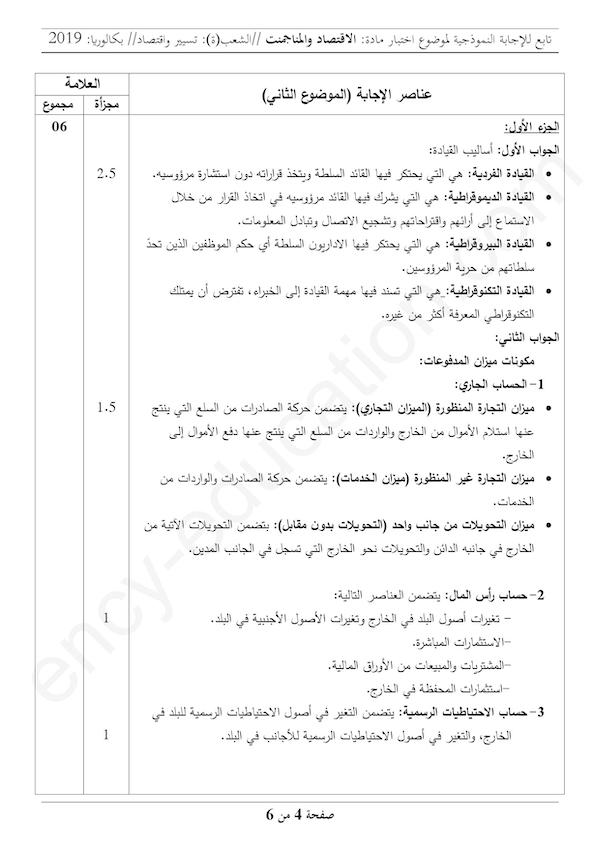 تابع للإجابة النموذجية لموضوع اختبار مادة: الاقتصاد والمناجمنت //الشعب(ة): تسيير واقتصاد// بكالوريا: 2019
عناصر الإجابة (الموضوع الثاني)
العلامة
مجزأة
مجموع
الجزء الأول:
06
الجواب الأول: أساليب القيادة:
• القيادة الفردية: هي التي يحتكر فيها القائد السلطة ويتخذ قراراته دون استشارة مرؤوسيه.
2.5
• القيادة الديموقراطية: هي التي يشرك فيها القائد مرؤوسيه في اتخاذ القرار من خلال
الاستماع إلى أرائهم واقتراحاتهم وتشجيع الاتصال وتبادل المعلومات.
• القيادة البيروقراطية: هي التي يحتكر فيها الاداريون السلطة أي حكم الموظفين الذين تحدّ
سلطاتهم من حرية المرؤوسين.
• القيادة التكنوقراطية: هي التي تسند فيها مهمة القيادة إلى الخبراء، تفترض أن يمتلك
التكنوقراطي المعرفة أكثر من غيره.
الجواب الثاني:
مكونات ميزان المدفوعات:
1- الحساب الجاري:
• ميزان التجارة المنظورة (الميزان التجاري): يتضمن حركة الصادرات من السلع التي ينتج
1.5
عنها استلام الأموال من الخارج والواردات من السلع التي ينتج عنها دفع الأموال إلى
الخارج.
• ميزان التجارة غير المنظورة (ميزان الخدمات): يتضمن حركة الصادرات والواردات من
الخدمات.
• ميزان التحويلات من جانب واحد (التحويلات بدون مقابل): يتضمن التحويلات الآتية من
الخارج في جانبه الدائن والتحويلات نحو الخارج التي تسجل في الجانب المدين.
2- حساب رأس المال: يتضمن العناصر التالية:
- تغيرات أصول البلد في الخارج وتغيرات الأصول الأجنبية في البلد.
1
-الاستثمارات المباشرة.
-المشتريات والمبيعات من الأوراق المالية.
-استثمارات المحفظة في الخارج.
3- حساب الاحتياطيات الرسمية: يتضمن التغير في أصول الاحتياطيات الرسمية للبلد في
الخارج، والتغير في أصول الاحتياطيات الرسمية للأجانب في البلد.
1
صفحة 4 من 6